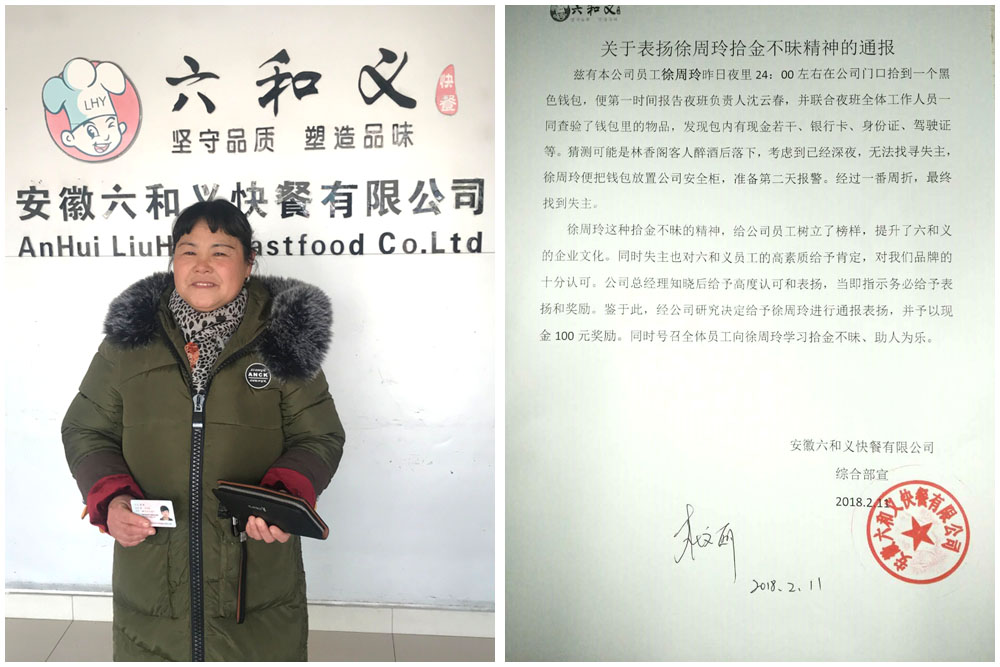 LHY
六和义
快餐
坚守品质 塑造品味
安徽六和义快餐有限公司
AnHui LiuH astfood Co.Ltd
ANCK
六和义
关于表扬徐周玲拾金不昧精神的通报
兹有本公司员工徐周玲昨日夜里 24：00 左右在公司门口拾到一个黑
色钱包，便第一时间报告夜班负责人沈云春，并联合夜班全体工作人员一
同查验了钱包里的物品，发现包内有现金若干、银行卡、身份证、驾驶证
等。猜测可能是林香阁客人醉酒后落下，考虑到已经深夜，无法找寻失主，
徐周玲便把钱包放置公司安全柜，准备第二天报警。经过一番周折，最终
找到失主。
徐周玲这种拾金不昧的精神，给公司员工树立了榜样，提升了六和义
的企业文化。同时失主也对六和义员工的高素质给予肯定，对我们品牌的
十分认可。公司总经理知晓后给予高度认可和表扬，当即指示务必给予表
扬和奖励。鉴于此，经公司研究决定给予徐周玲进行通报表扬，并予以现
金 100 元奖励。同时号召全体员工向徐周玲学习拾金不昧、助人为乐。
安徽六和义快餐有限公司
综合部宣
2018.2.11
安徽六和义快餐有限公司
2018.2.11